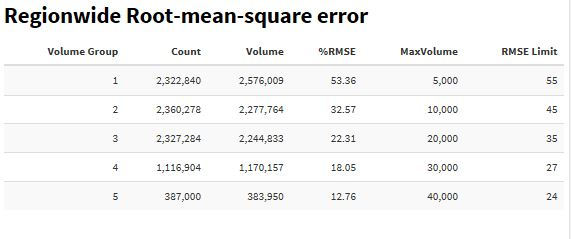 Regionwide Root-mean-square error
Volume Group Count Volume %RMSE MaxVolume RMSE Limit
1 2,322,840 2,576,009 53.36 5,000 55
2 2,360,278 2,277,764 32.57 10,000 45
3 2,327,284 2,244,833 22.31 20,000 35
4 1,116,904 1,170,157 18.05 30,000 27
5 387,000 383,950 12.76 40,000 24